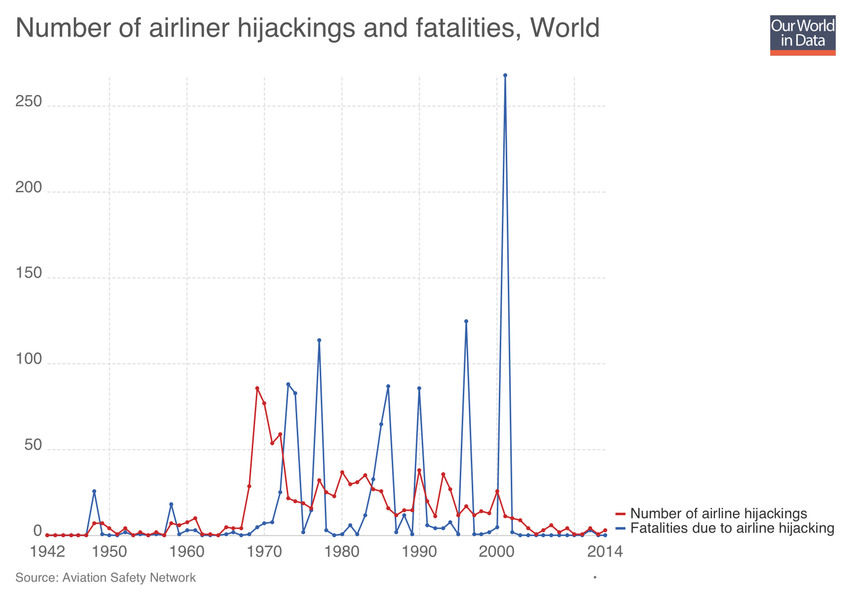 Number of airliner hijackings and fatalities, World
Our World
in Data
250
200
150
100
50
0
1942 1950 1960 1970 1980 1990 2000 2014
Number of airline hijackings
Fatalities due to airline hijacking
Source: Aviation Safety Network